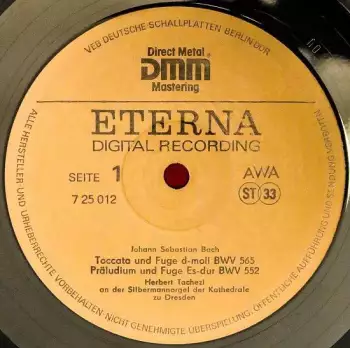 VEB DEUTSCHE SCHALLPLATTEN BERLIN DDR
Direct Metal
DMM
Mastering
ETERNA
DIGITAL RECORDING
SEITE 1
AWA
7 25 012
ST 33
Johann Sebastian Bach
Toccata und Fuge d-moll BWV 565
Präludium und Fuge Es-dur BWV 552
Herbert Tachezi
an der Silbermannorgel der Kathedrale
zu Dresden
ALLE HERSTELLER UND URHEBERRECHTE VORBEHALTEN · NICHT GENEHMIGTE ÜBERSPIELUNG, ÖFFENTLICHE AUFFÜHRUNG UND SENDUNG